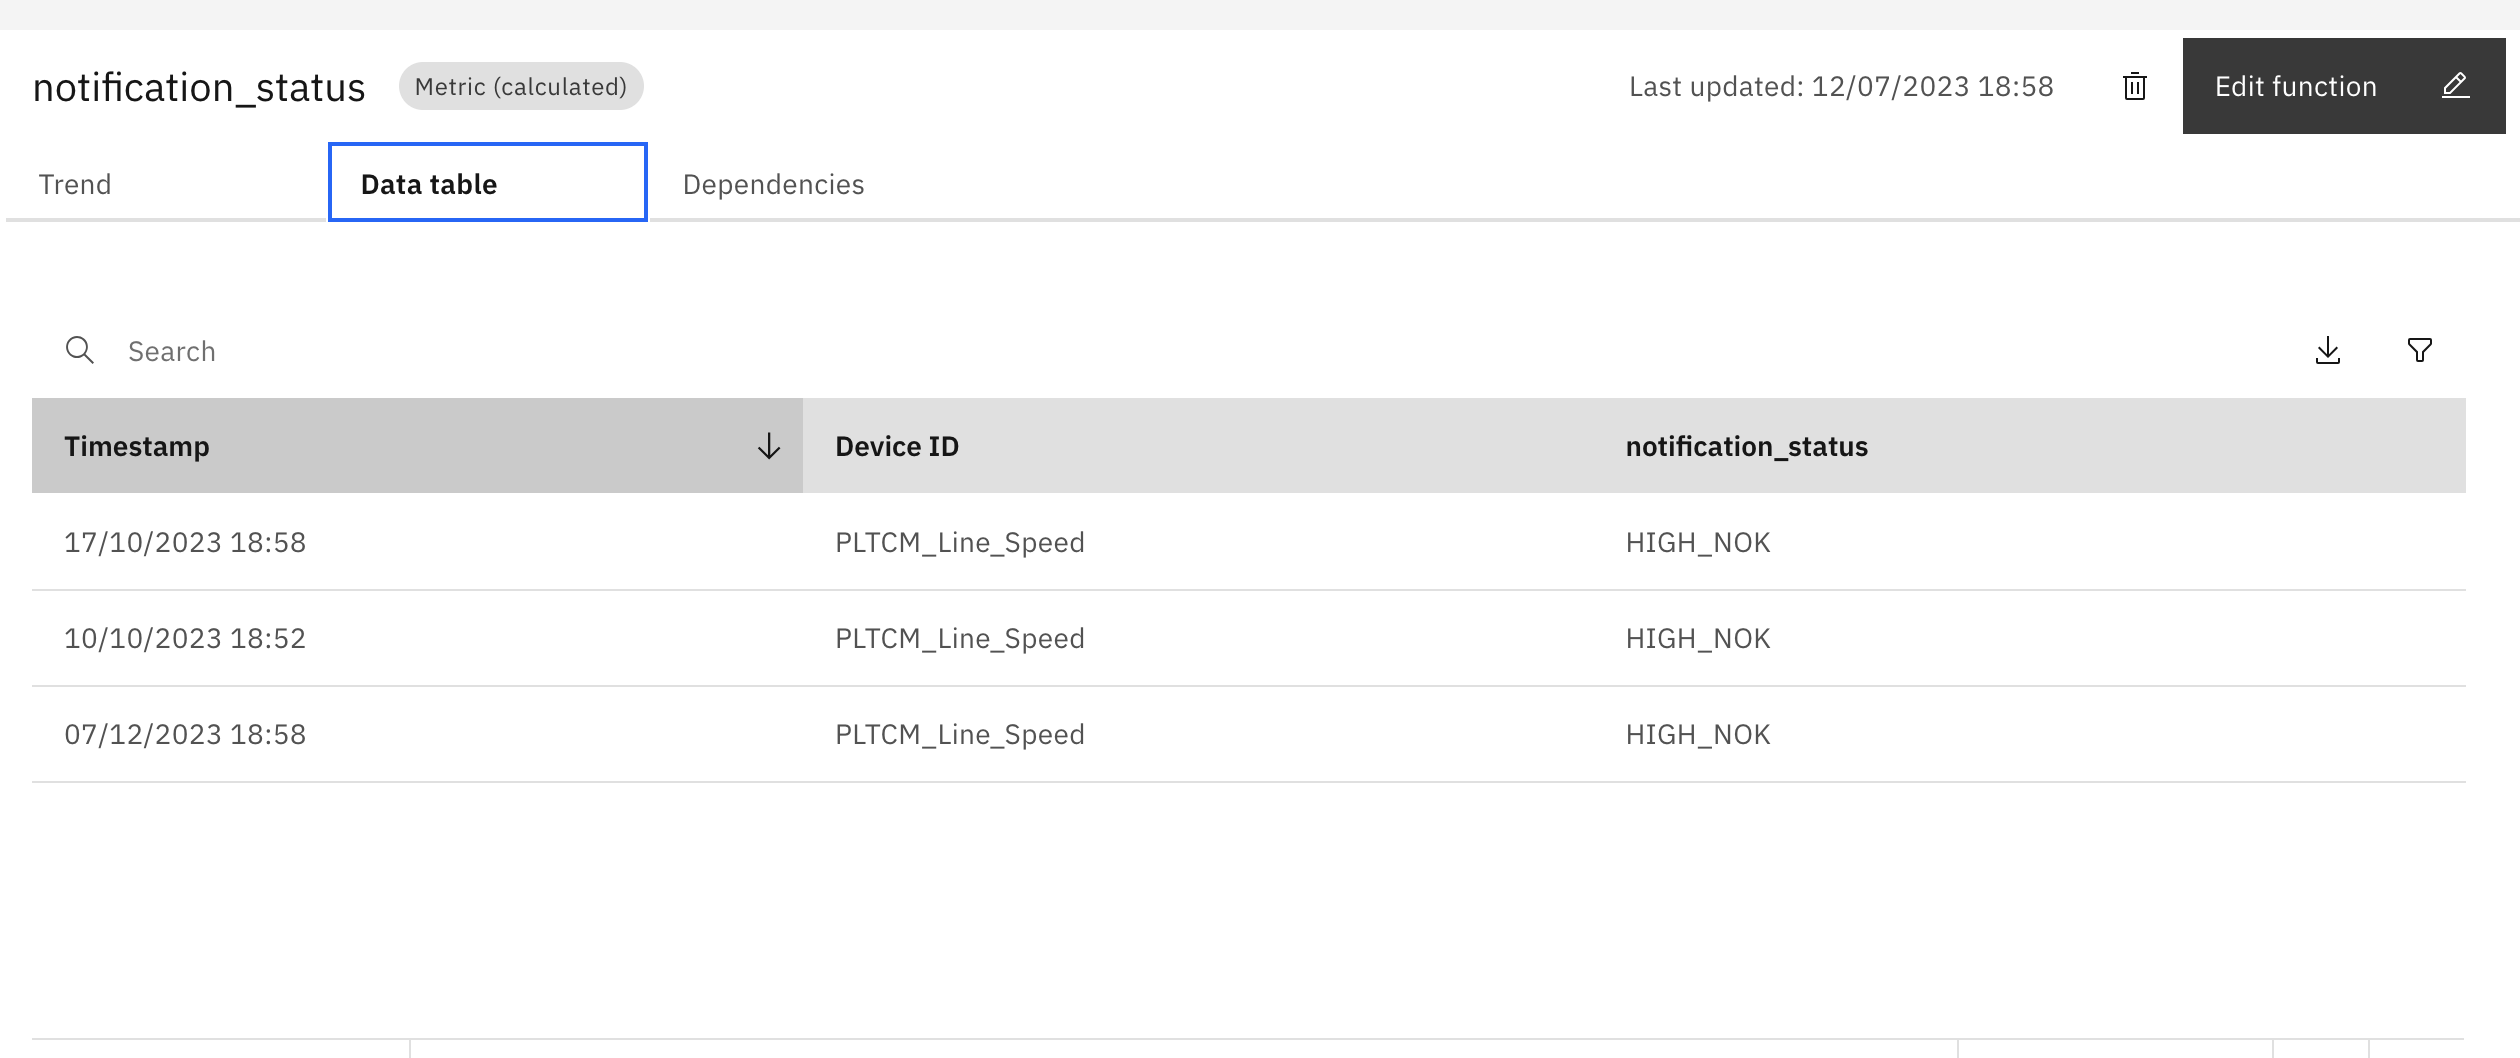 notification_status Metric (calculated) Last updated: 12/07/2023 18:58 Edit function
Trend Data table Dependencies
Search
Timestamp Device ID notification_status
17/10/2023 18:58 PLTCM_Line_Speed HIGH_NOK
10/10/2023 18:52 PLTCM_Line_Speed HIGH_NOK
07/12/2023 18:58 PLTCM_Line_Speed HIGH_NOK